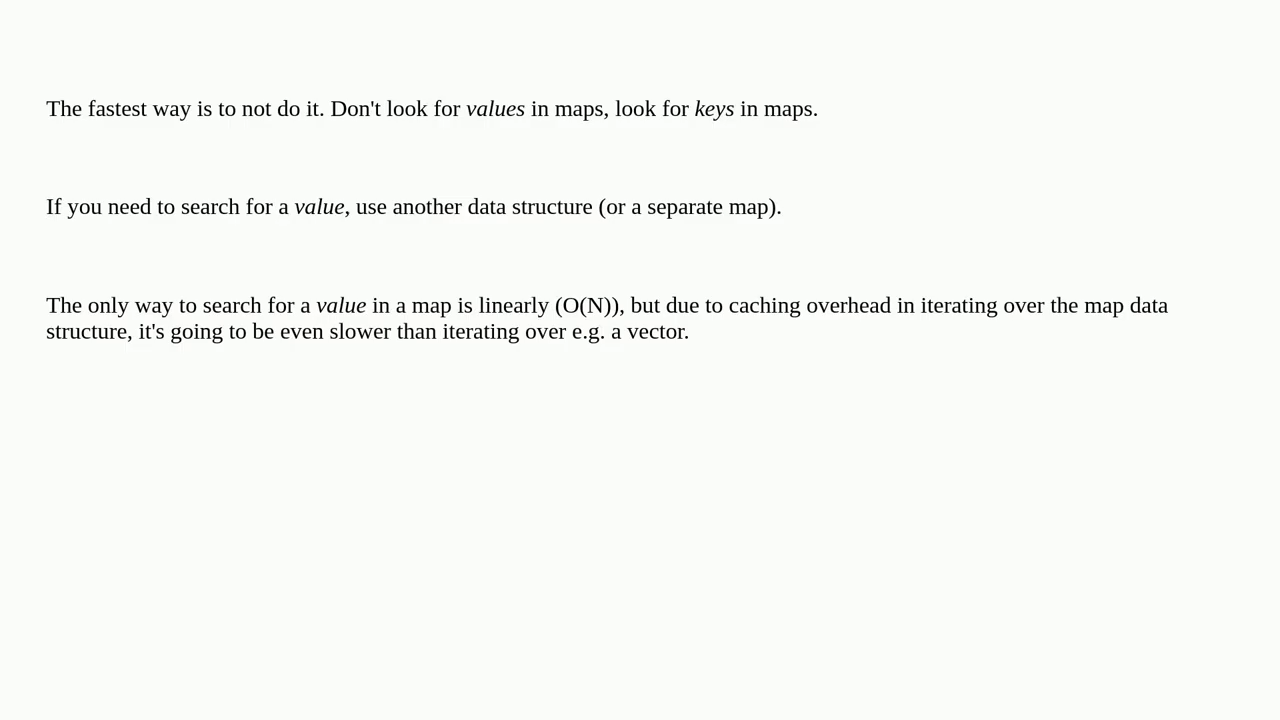 The fastest way is to not do it. Don't look for values in maps, look for keys in maps.
If you need to search for a value, use another data structure (or a separate map).
The only way to search for a value in a map is linearly (O(N)), but due to caching overhead in iterating over the map data
structure, it's going to be even slower than iterating over e.g. a vector.